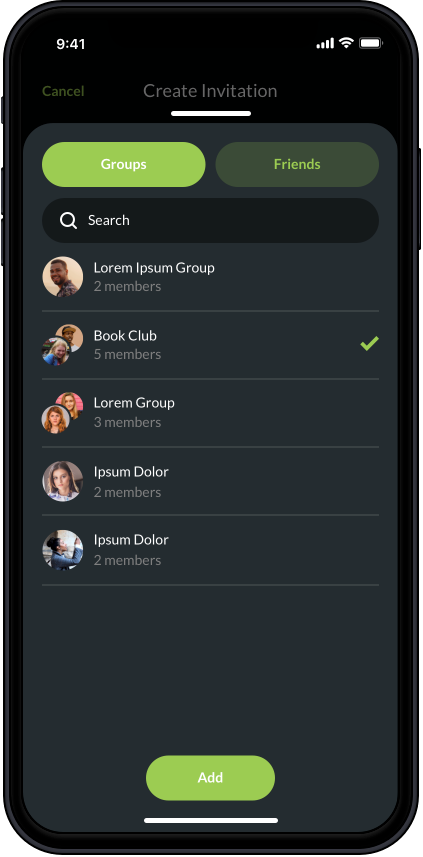 9:41
Cancel
Create Invitation
Groups
Friends
Search
Lorem Ipsum Group
2 members
Book Club
5 members
Lorem Group
3 members
Ipsum Dolor
2 members
Ipsum Dolor
2 members
Add